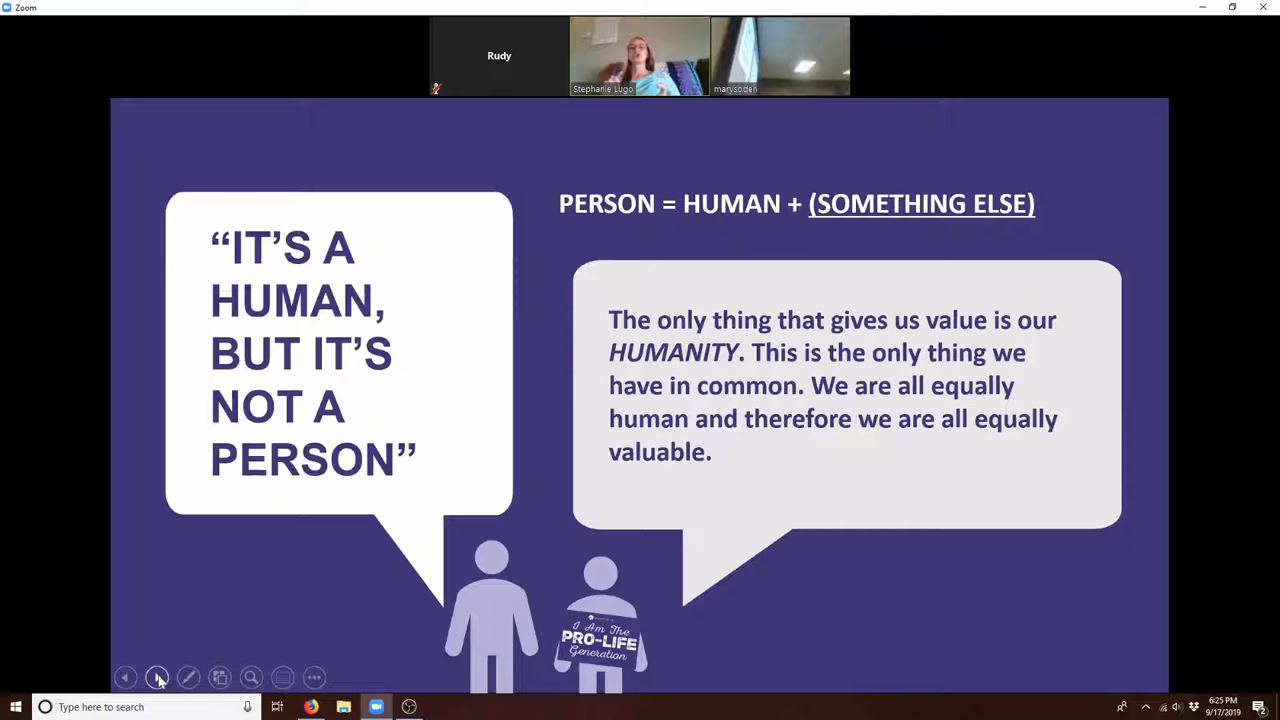 Zoom
Rudy
Stephanie Lugo
marysoden
PERSON = HUMAN + (SOMETHING ELSE)
“IT’S A
HUMAN,
BUT IT’S
NOT A
PERSON”
The only thing that gives us value is our
HUMANITY. This is the only thing we
have in common. We are all equally
human and therefore we are all equally
valuable.
I Am The
PRO-LIFE
Generation
Type here to search
6:25 PM
9/17/2019
2